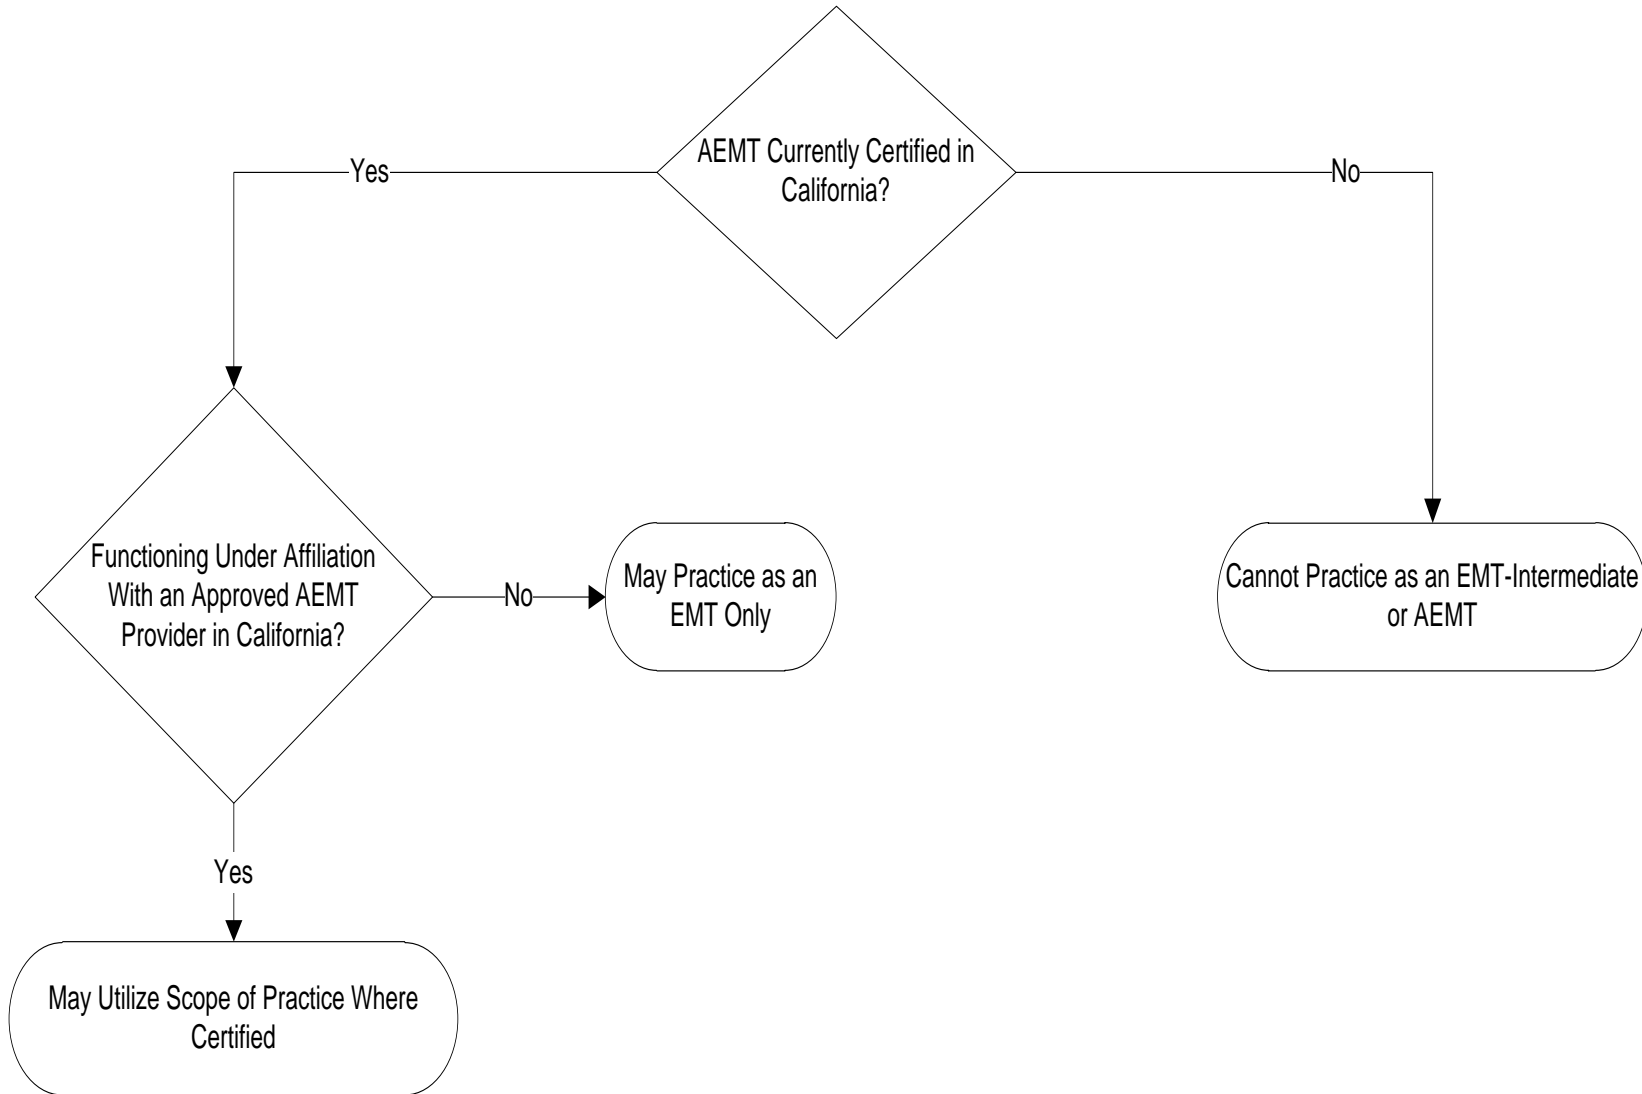 AEMT Currently Certified in
California?
Yes
No
Functioning Under Affiliation
With an Approved AEMT
Provider in California?
No
May Practice as an
EMT Only
Cannot Practice as an EMT-Intermediate
or AEMT
Yes
May Utilize Scope of Practice Where
Certified